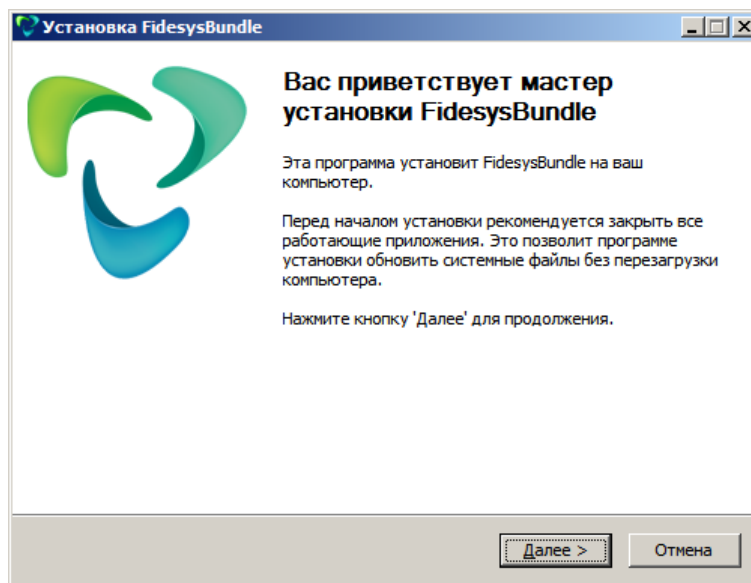 Установка FidesysBundle
Вас приветствует мастер
установки FidesysBundle
Эта программа установит FidesysBundle на ваш
компьютер.
Перед началом установки рекомендуется закрыть все
работающие приложения. Это позволит программе
установки обновить системные файлы без перезагрузки
компьютера.
Нажмите кнопку 'Далее' для продолжения.
Далее >
Отмена